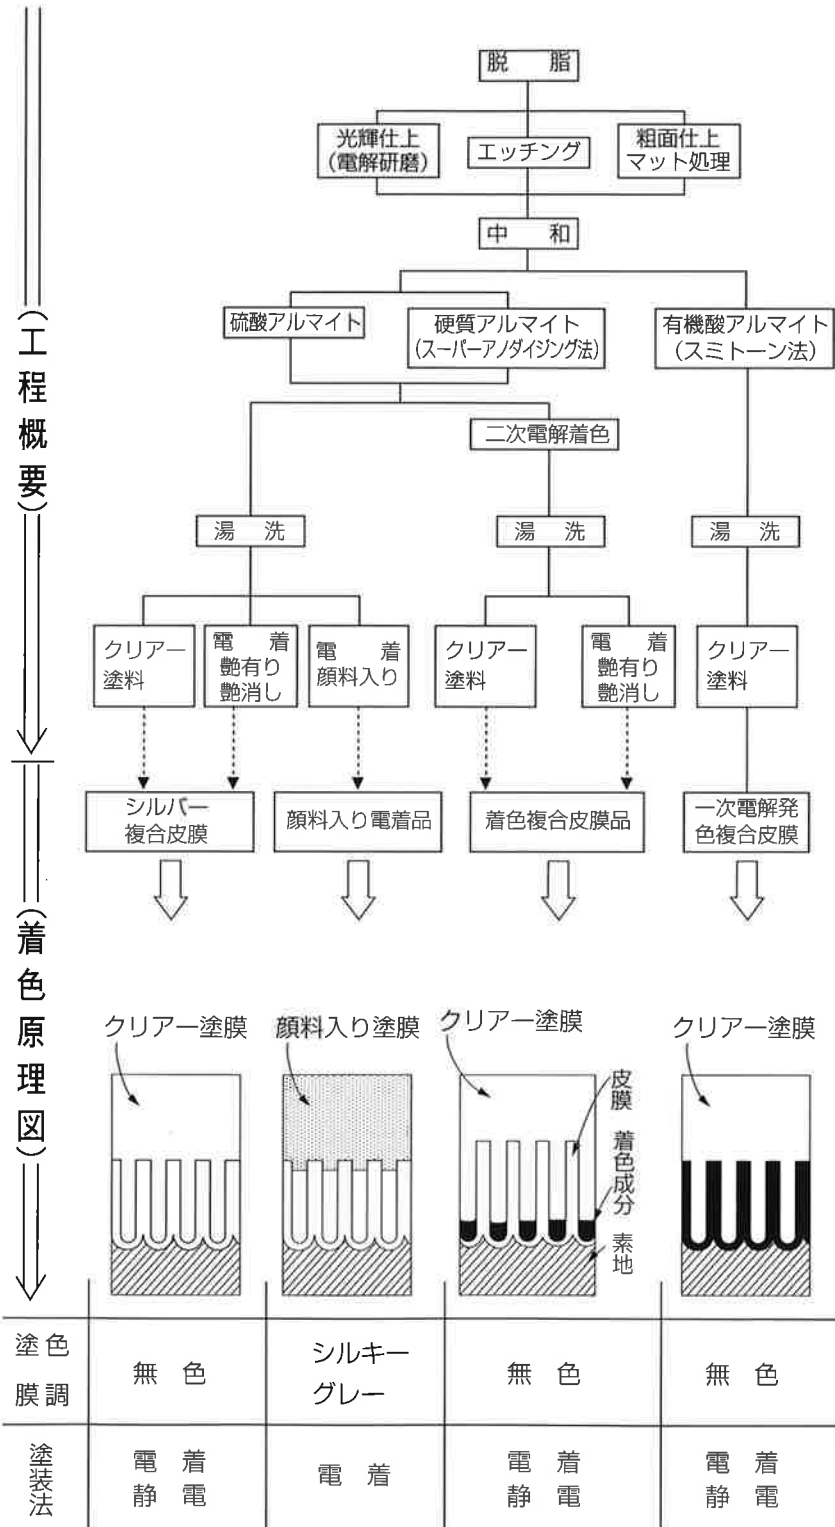 脱　脂
光輝仕上
(電解研磨)
エッチング
粗面仕上
マット処理
中　和
硫酸アルマイト
硬質アルマイト
(スーパーアノダイジング法)
有機酸アルマイト
(スミトーン法)
二次電解着色
湯　洗
湯　洗
湯　洗
クリアー
塗料
電　着
艶有り
艶消し
電　着
顔料入り
クリアー
塗料
電　着
艶有り
艶消し
クリアー
塗料
シルバー
複合皮膜
顔料入り電着品
着色複合皮膜品
一次電解発
色複合皮膜
(工程概要)
(着色原理図)
クリアー塗膜
顔料入り塗膜
クリアー塗膜
クリアー塗膜
皮膜
着色成分
素地
塗色
膜調
無　色
シルキー
グレー
無　色
無　色
塗装法
電　着
静　電
電　着
電　着
静　電
電　着
静　電